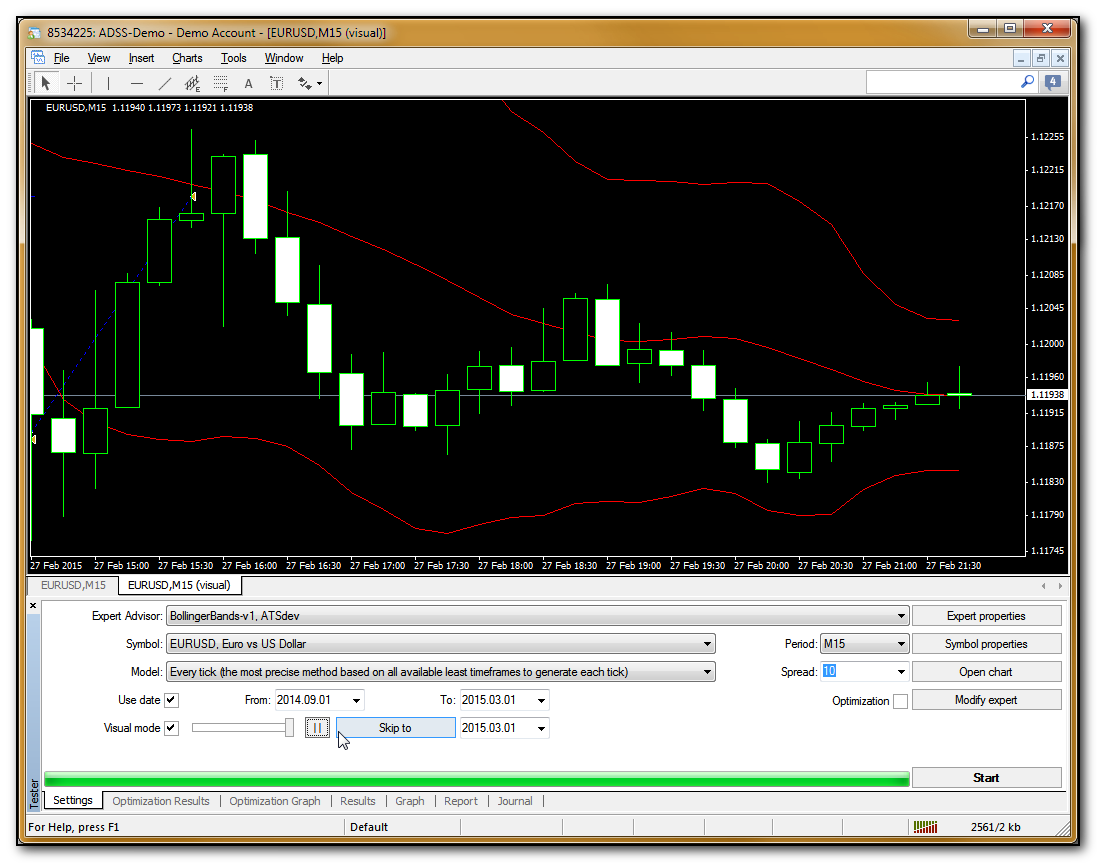 8534225: ADSS-Demo - Demo Account - [EURUSD,M15 (visual)]
File View Insert Charts Tools Window Help
A T 4
EURUSD,M15 1.11940 1.11973 1.11921 1.11938
1.12255
1.12215
1.12170
1.12130
1.12085
1.12045
1.12000
1.11960
1.11938
1.11915
1.11875
1.11830
1.11790
1.11745
27 Feb 2015 27 Feb 15:00 27 Feb 15:30 27 Feb 16:00 27 Feb 16:30 27 Feb 17:00 27 Feb 17:30 27 Feb 18:00 27 Feb 18:30 27 Feb 19:00 27 Feb 19:30 27 Feb 20:00 27 Feb 20:30 27 Feb 21:00 27 Feb 21:30
EURUSD,M15 EURUSD,M15 (visual)
Expert Advisor: BollingerBands-v1, ATSdev Expert properties
Symbol: EURUSD, Euro vs US Dollar Period: M15 Symbol properties
Model: Every tick (the most precise method based on all available least timeframes to generate each tick) Spread: 10 Open chart
Use date From: 2014.09.01 To: 2015.03.01 Optimization Modify expert
Visual mode Skip to 2015.03.01
Start
Tester
Settings Optimization Results Optimization Graph Results Graph Report Journal
For Help, press F1 Default 2561/2 kb